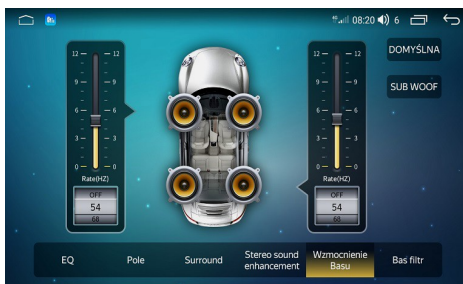 4G 08:20 6
DOMYŚLNA
SUB WOOF
12 12
9 9
6 6
3 3
0 0
Rate(HZ)
OFF
54
68
12 12
9 9
6 6
3 3
0 0
Rate(HZ)
OFF
54
68
EQ
Pole
Surround
Stereo sound
enhancement
Wzmocnienie
Basu
Bas filtr